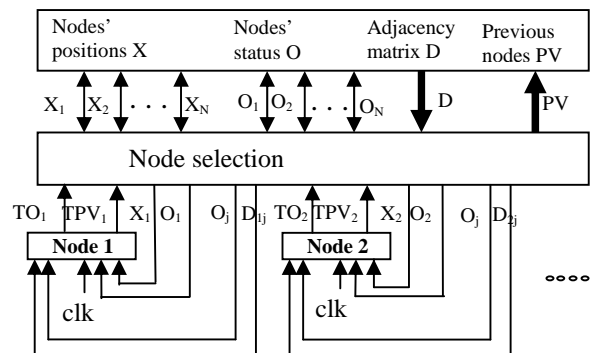 Nodes' positions X
Nodes' status O
Adjacency matrix D
Previous nodes PV
X1 X2 . . . XN O1 O2 . . . ON D PV
Node selection
TO1 TPV1 X1 O1 Oj D1j TO2 TPV2 X2 O2 Oj D2j
Node 1 Node 2
clk clk